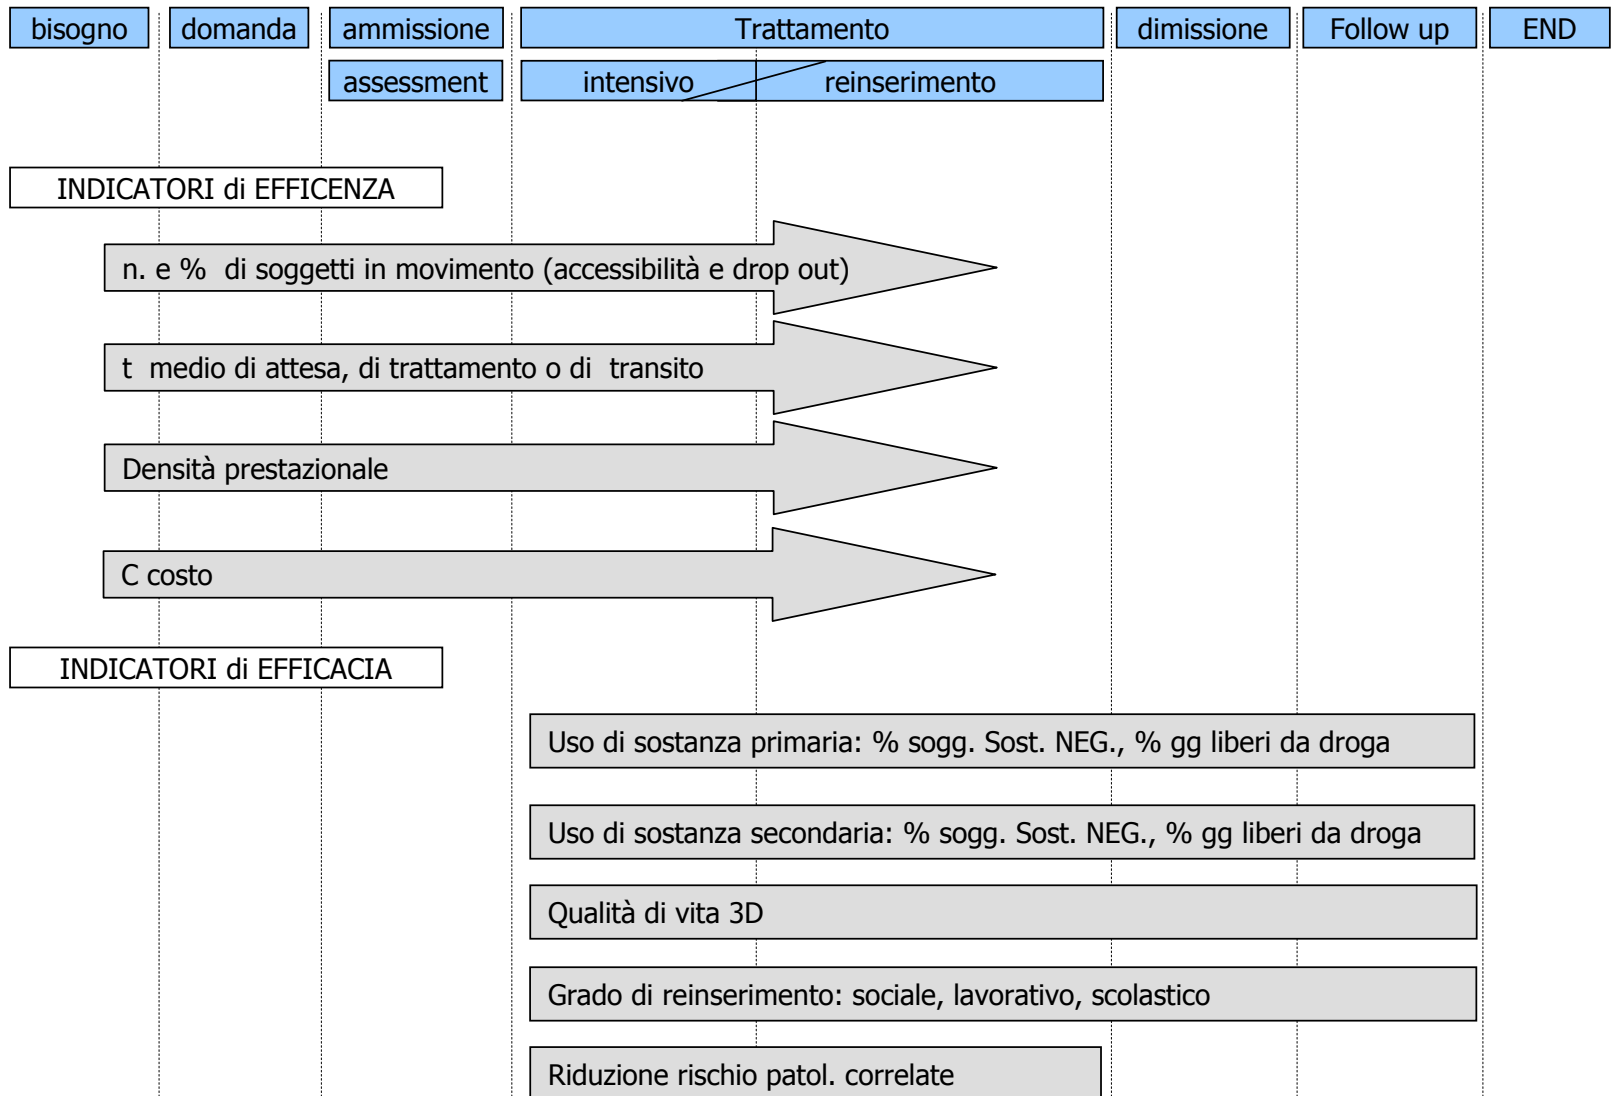 bisogno domanda ammissione Trattamento dimissione Follow up END
assessment intensivo reinserimento
INDICATORI di EFFICENZA
n. e % di soggetti in movimento (accessibilità e drop out)
t medio di attesa, di trattamento o di transito
Densità prestazionale
C costo
INDICATORI di EFFICACIA
Uso di sostanza primaria: % sogg. Sost. NEG., % gg liberi da droga
Uso di sostanza secondaria: % sogg. Sost. NEG., % gg liberi da droga
Qualità di vita 3D
Grado di reinserimento: sociale, lavorativo, scolastico
Riduzione rischio patol. correlate